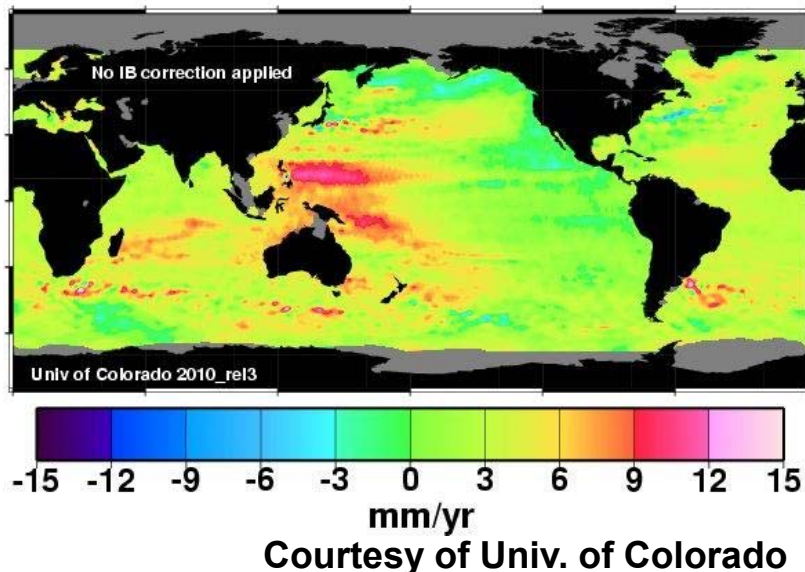 No IB correction applied
Univ of Colorado 2010_rel3
-15 -12 -9 -6 -3 0 3 6 9 12 15
mm/yr
Courtesy of Univ. of Colorado